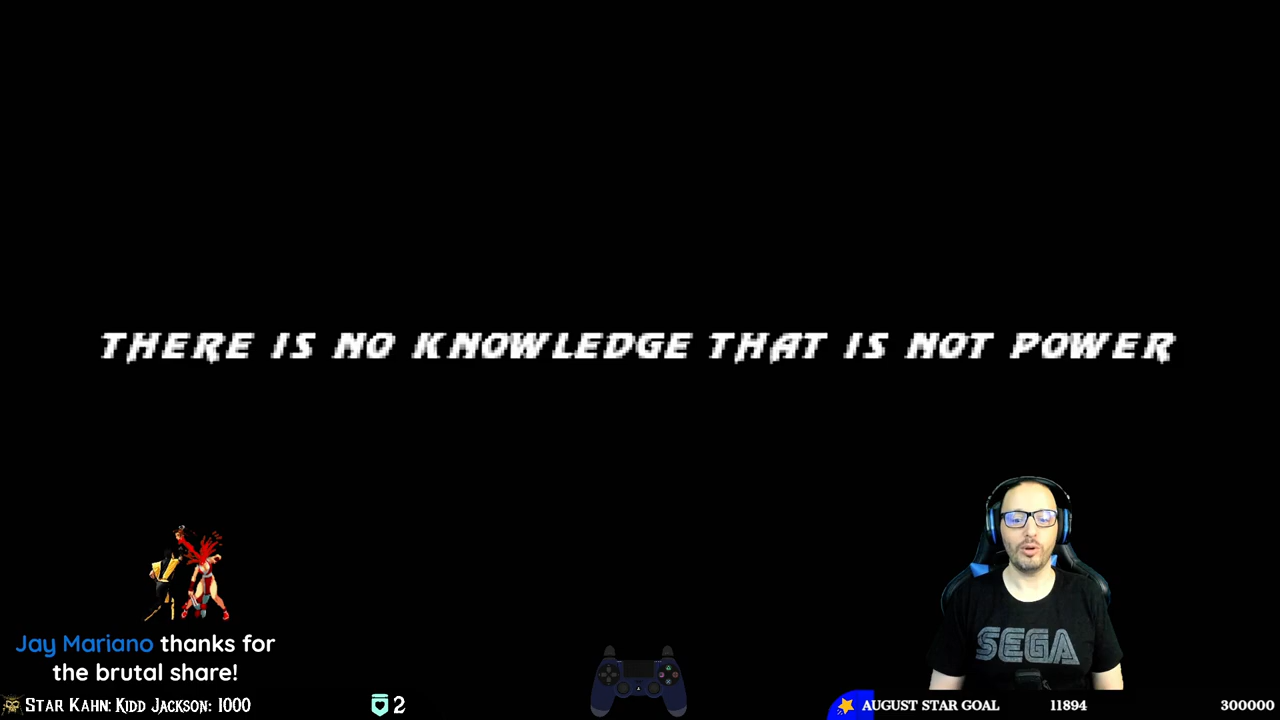 THERE IS NO KNOWLEDGE THAT IS NOT POWER
SEGA
Jay Mariano thanks for
the brutal share!
Star Kahn: Kidd Jackson: 1000
2
AUGUST STAR GOAL
11894
300000